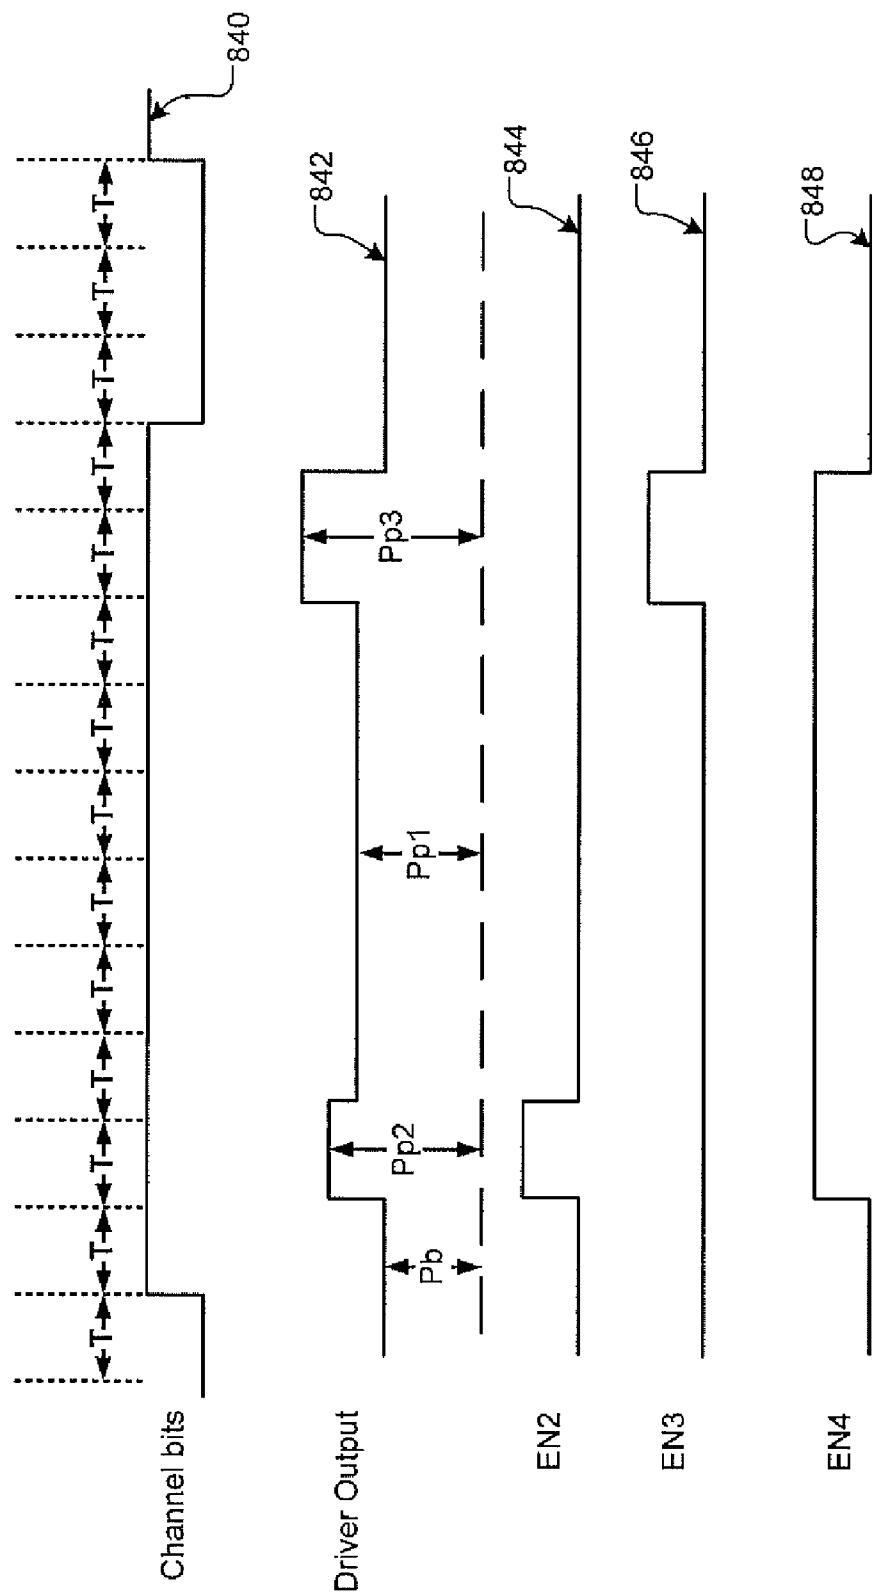 T T T T T T T T T T T T T T
Channel bits
840
842
Driver Output
Pb Pp2 Pp1 Pp3
844
EN2
846
EN3
848
EN4